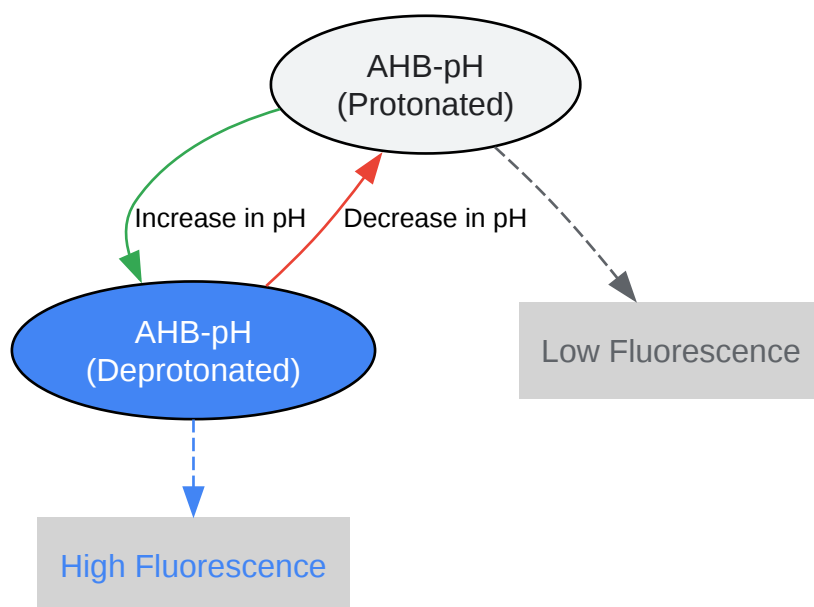 AHB-pH
(Protonated)
Increase in pH
Decrease in pH
AHB-pH
(Deprotonated)
Low Fluorescence
High Fluorescence